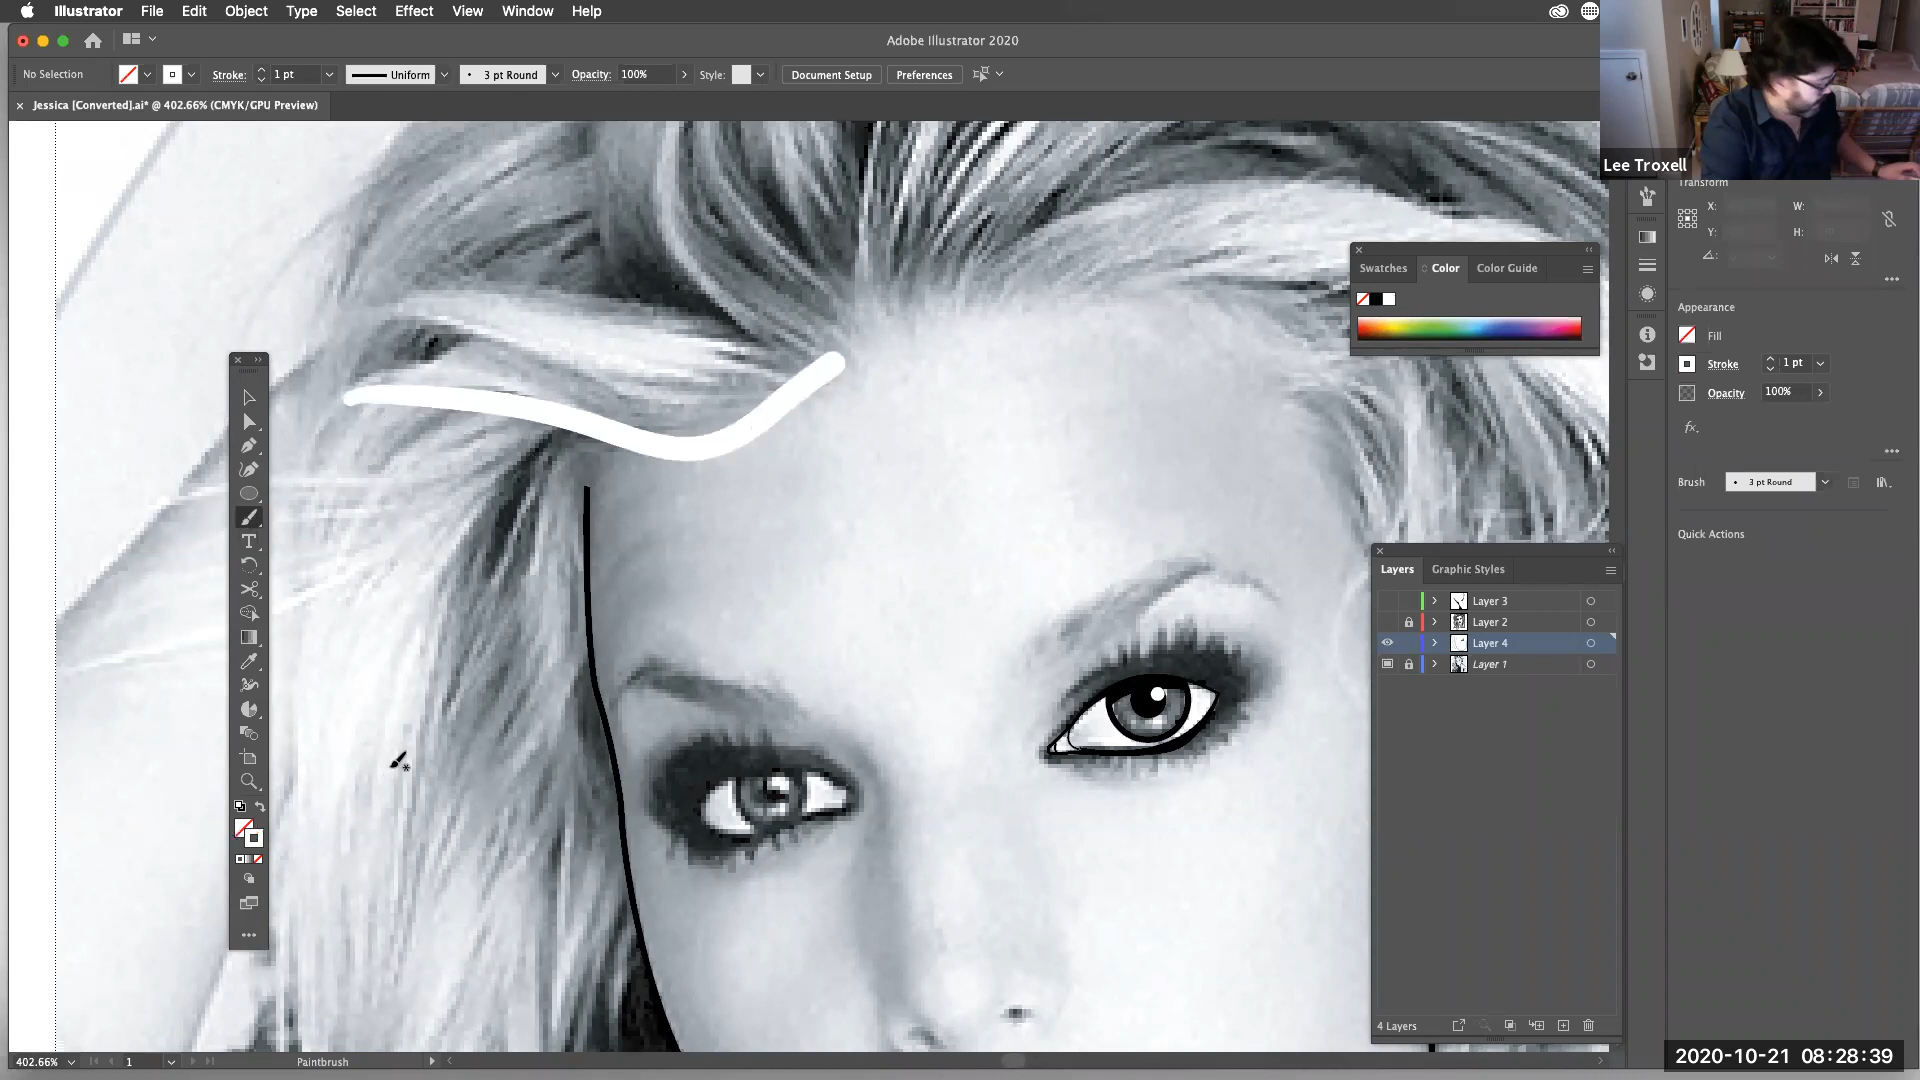 Illustrator File Edit Object Type Select Effect View Window Help
Adobe Illustrator 2020
No Selection Stroke: 1 pt Uniform 3 pt Round Opacity: 100% Style: Document Setup Preferences
Jessica [Converted].ai* @ 402.66% (CMYK/GPU Preview)
Lee Troxell
Transform
X: W:
Y: H:
Swatches Color Color Guide
Appearance
Fill
Stroke 1 pt
Opacity 100%
fx.
Brush 3 pt Round
Quick Actions
Layers Graphic Styles
Layer 3
Layer 2
Layer 4
Layer 1
4 Layers
402.66% 1 Paintbrush
2020-10-21 08:28:39